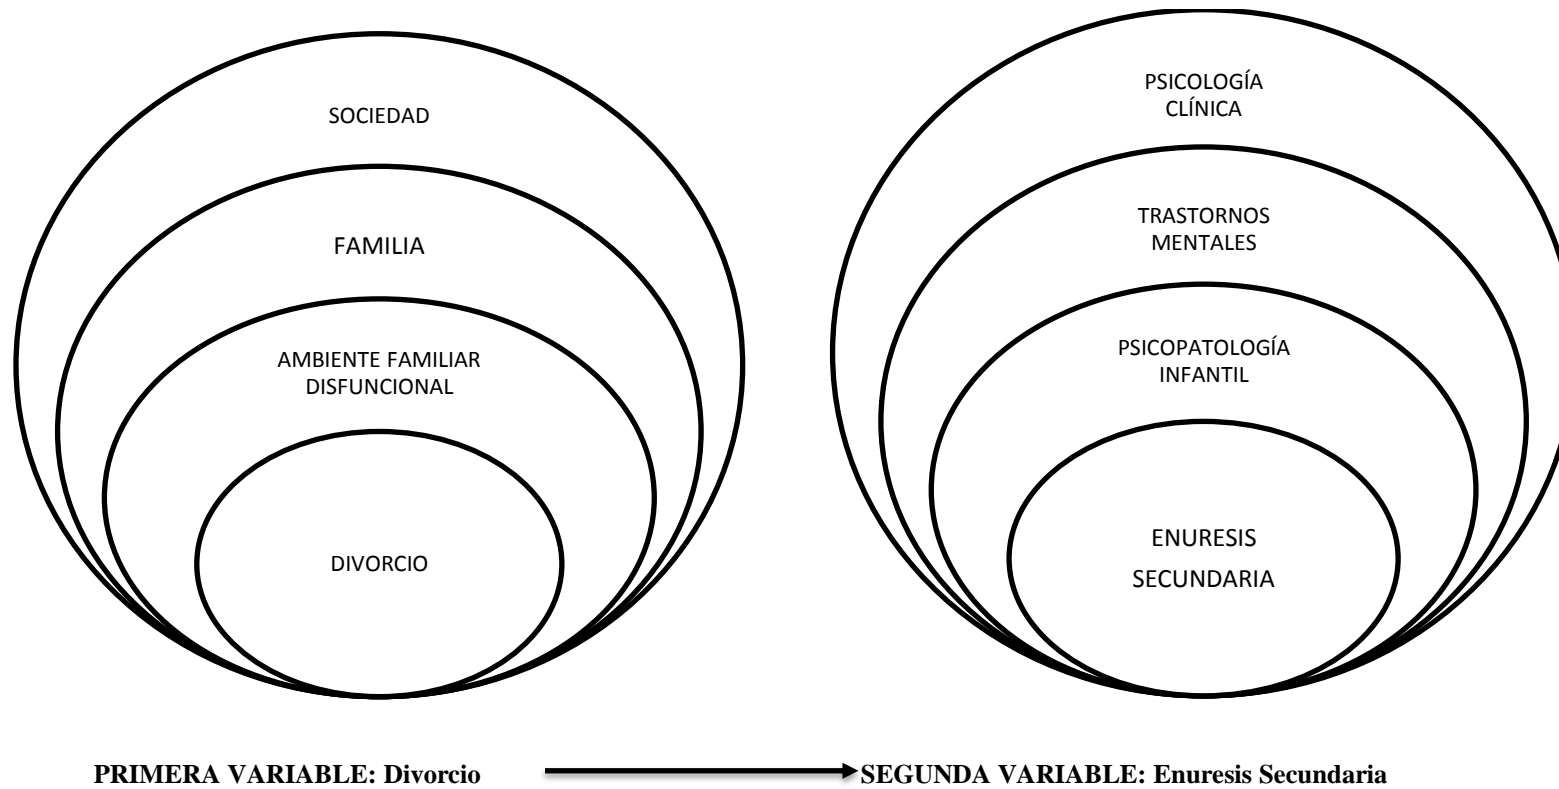 SOCIEDAD
FAMILIA
AMBIENTE FAMILIAR
DISFUNCIONAL
DIVORCIO
PSICOLOGÍA
CLÍNICA
TRASTORNOS
MENTALES
PSICOPATOLOGÍA
INFANTIL
ENURESIS
SECUNDARIA
PRIMERA VARIABLE: Divorcio
SEGUNDA VARIABLE: Enuresis Secundaria